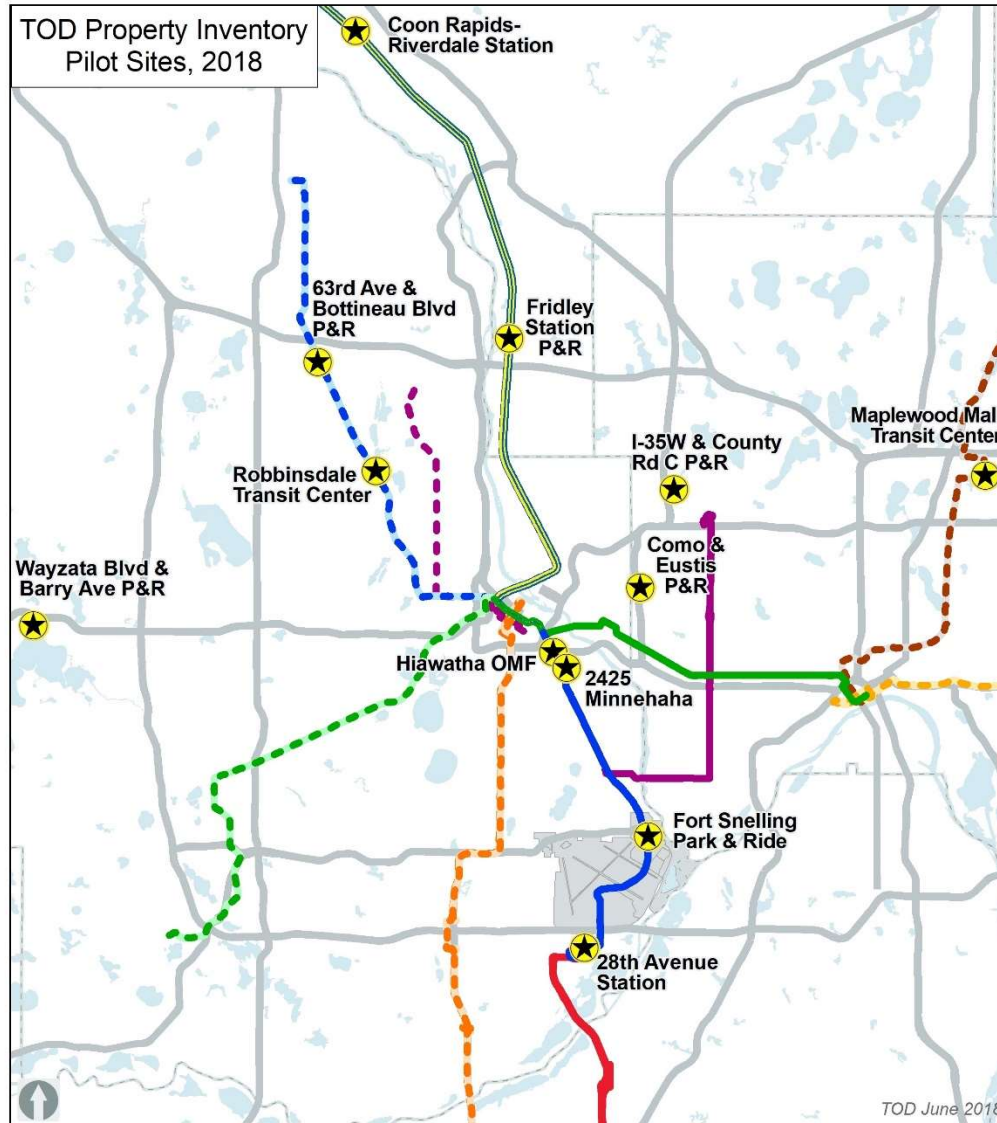 TOD Property Inventory
Pilot Sites, 2018
Coon Rapids-
Riverdale Station
63rd Ave &
Bottineau Blvd
P&R
Fridley
Station
P&R
Maplewood Mal
Transit Center
I-35W & County
Rd C P&R
Robbinsdale
Transit Center
Como &
Eustis
P&R
Wayzata Blvd &
Barry Ave P&R
Hiawatha OMF
2425
Minnehaha
Fort Snelling
Park & Ride
28th Avenue
Station
TOD June 2018